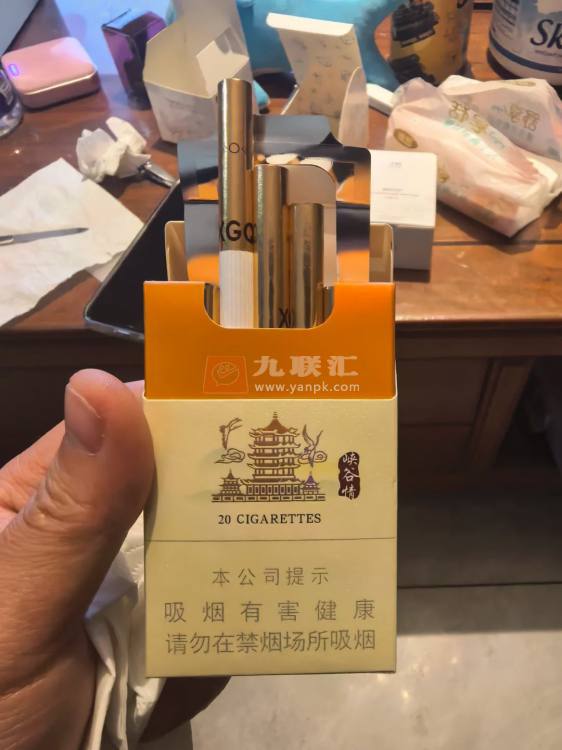 Sk
XGO
X
九联汇
www.yanpk.com
峡谷情
20 CIGARETTES
本公司提示
吸烟有害健康
请勿在禁烟场所吸烟